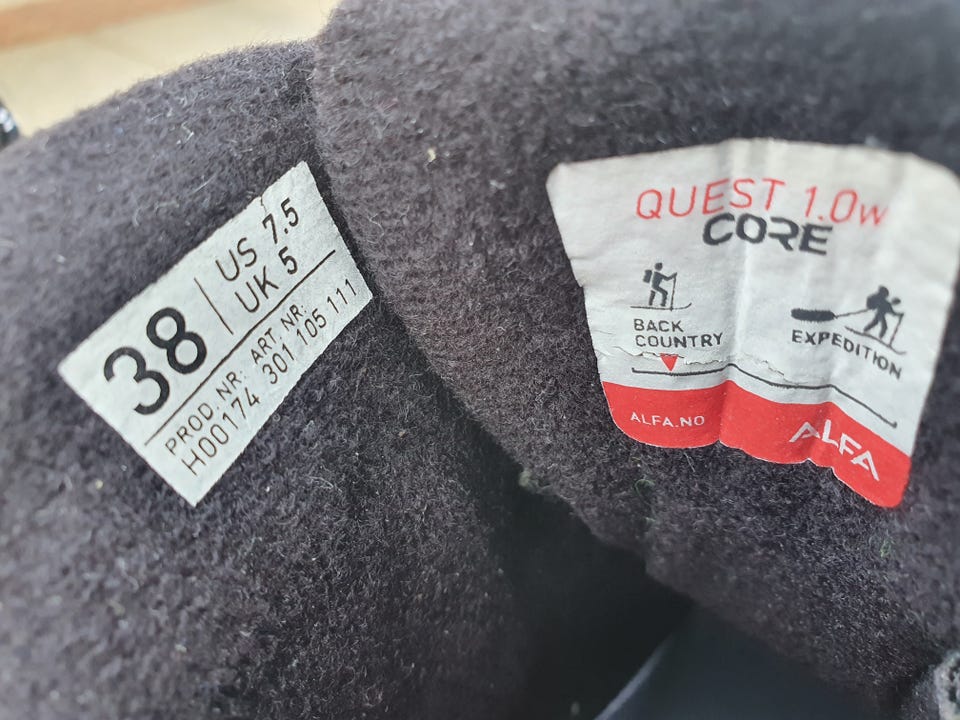 38
US 7.5
UK 5
PROD. NR: ART. NR.
H00174 301 105 111
QUEST 1.0w
CORE
BACK
COUNTRY
EXPEDITION
ALFA.NO
ALFA